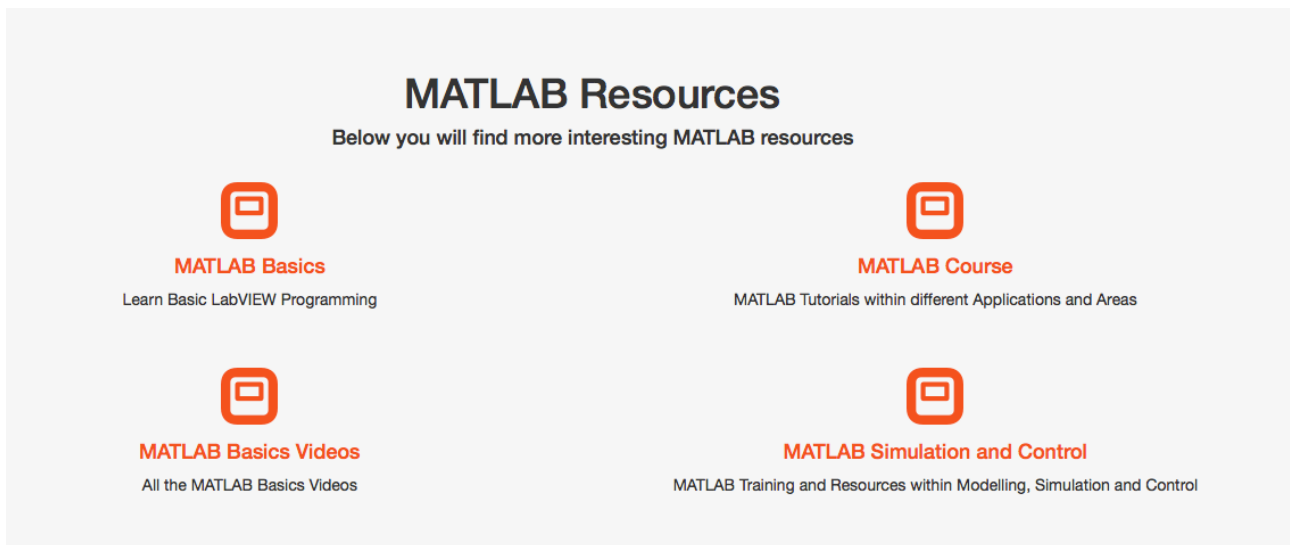 MATLAB Resources
Below you will find more interesting MATLAB resources
MATLAB Basics
Learn Basic LabVIEW Programming
MATLAB Course
MATLAB Tutorials within different Applications and Areas
MATLAB Basics Videos
All the MATLAB Basics Videos
MATLAB Simulation and Control
MATLAB Training and Resources within Modelling, Simulation and Control